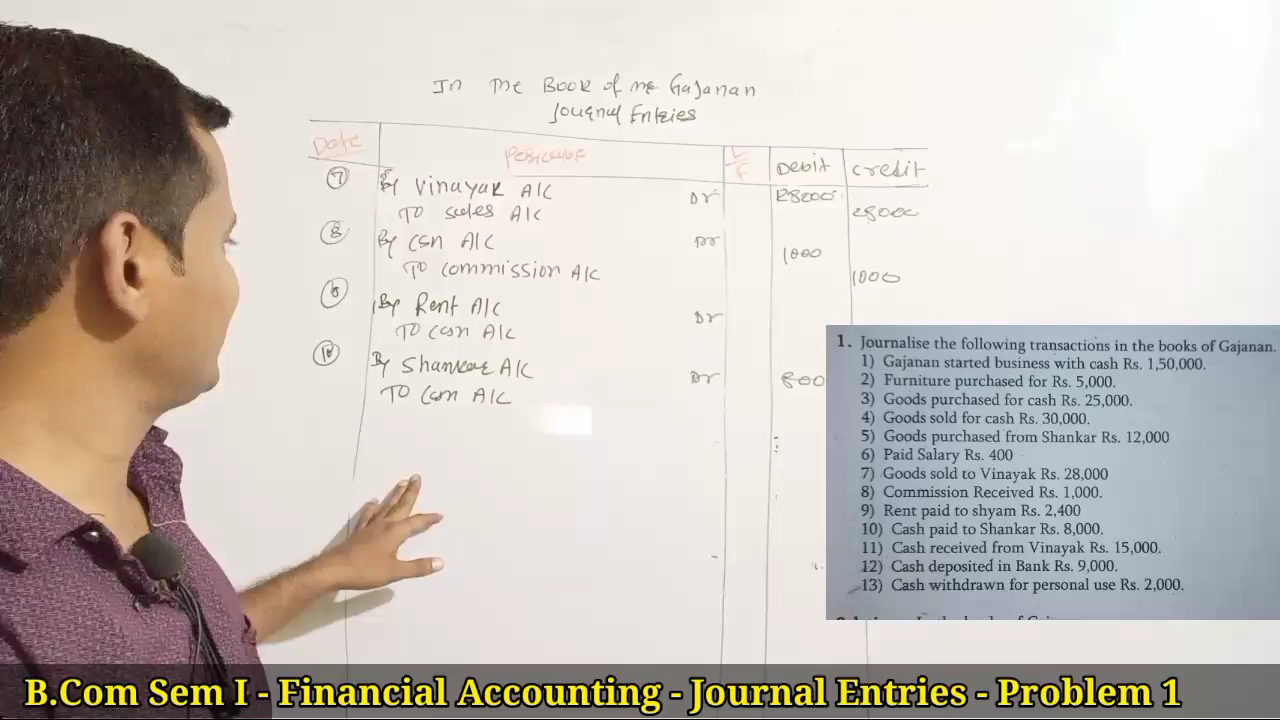 In The Book of Mr Gajanan
Journal Entries
Date
L/F
Debit
Credit
7 By Vinayak A/C Dr 28000
To sales A/C 28000
8 By csn A/C Dr 1000
To commission A/C 1000
By Rent A/C Dr
To csn A/C
10 By Shankar A/C Dr 800
To csn A/C
1. Journalise the following transactions in the books of Gajanan.
1) Gajanan started business with cash Rs. 1,50,000.
2) Furniture purchased for Rs. 5,000.
3) Goods purchased for cash Rs. 25,000.
4) Goods sold for cash Rs. 30,000.
5) Goods purchased from Shankar Rs. 12,000
6) Paid Salary Rs. 400
7) Goods sold to Vinayak Rs. 28,000
8) Commission Received Rs. 1,000.
9) Rent paid to shyam Rs. 2,400
10) Cash paid to Shankar Rs. 8,000.
11) Cash received from Vinayak Rs. 15,000.
12) Cash deposited in Bank Rs. 9,000.
13) Cash withdrawn for personal use Rs. 2,000.
B.Com Sem I - Financial Accounting - Journal Entries - Problem 1